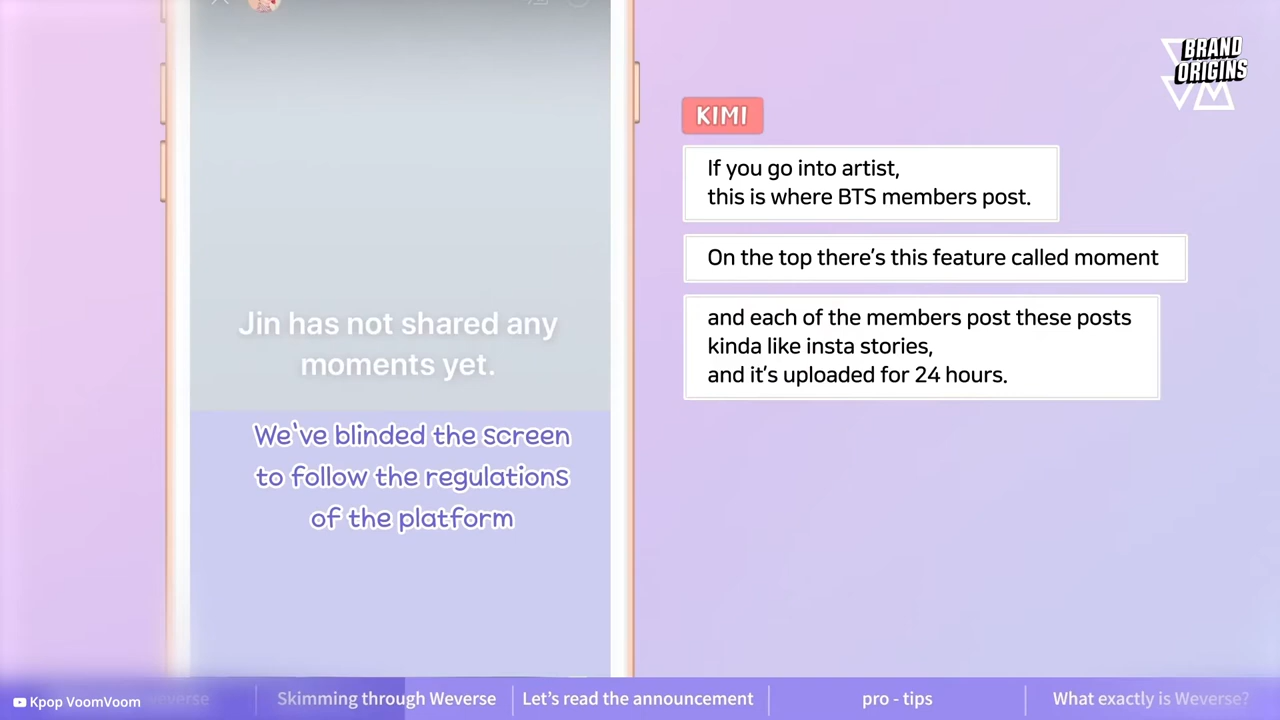 BRAND
ORIGINS
KIMI
If you go into artist,
this is where BTS members post.
On the top there's this feature called moment
and each of the members post these posts
kinda like insta stories,
and it's uploaded for 24 hours.
Jin has not shared any
moments yet.
We've blinded the screen
to follow the regulations
of the platform
Kpop VoomVoom
weverse
Skimming through Weverse
Let's read the announcement
pro - tips
What exactly is Weverse?